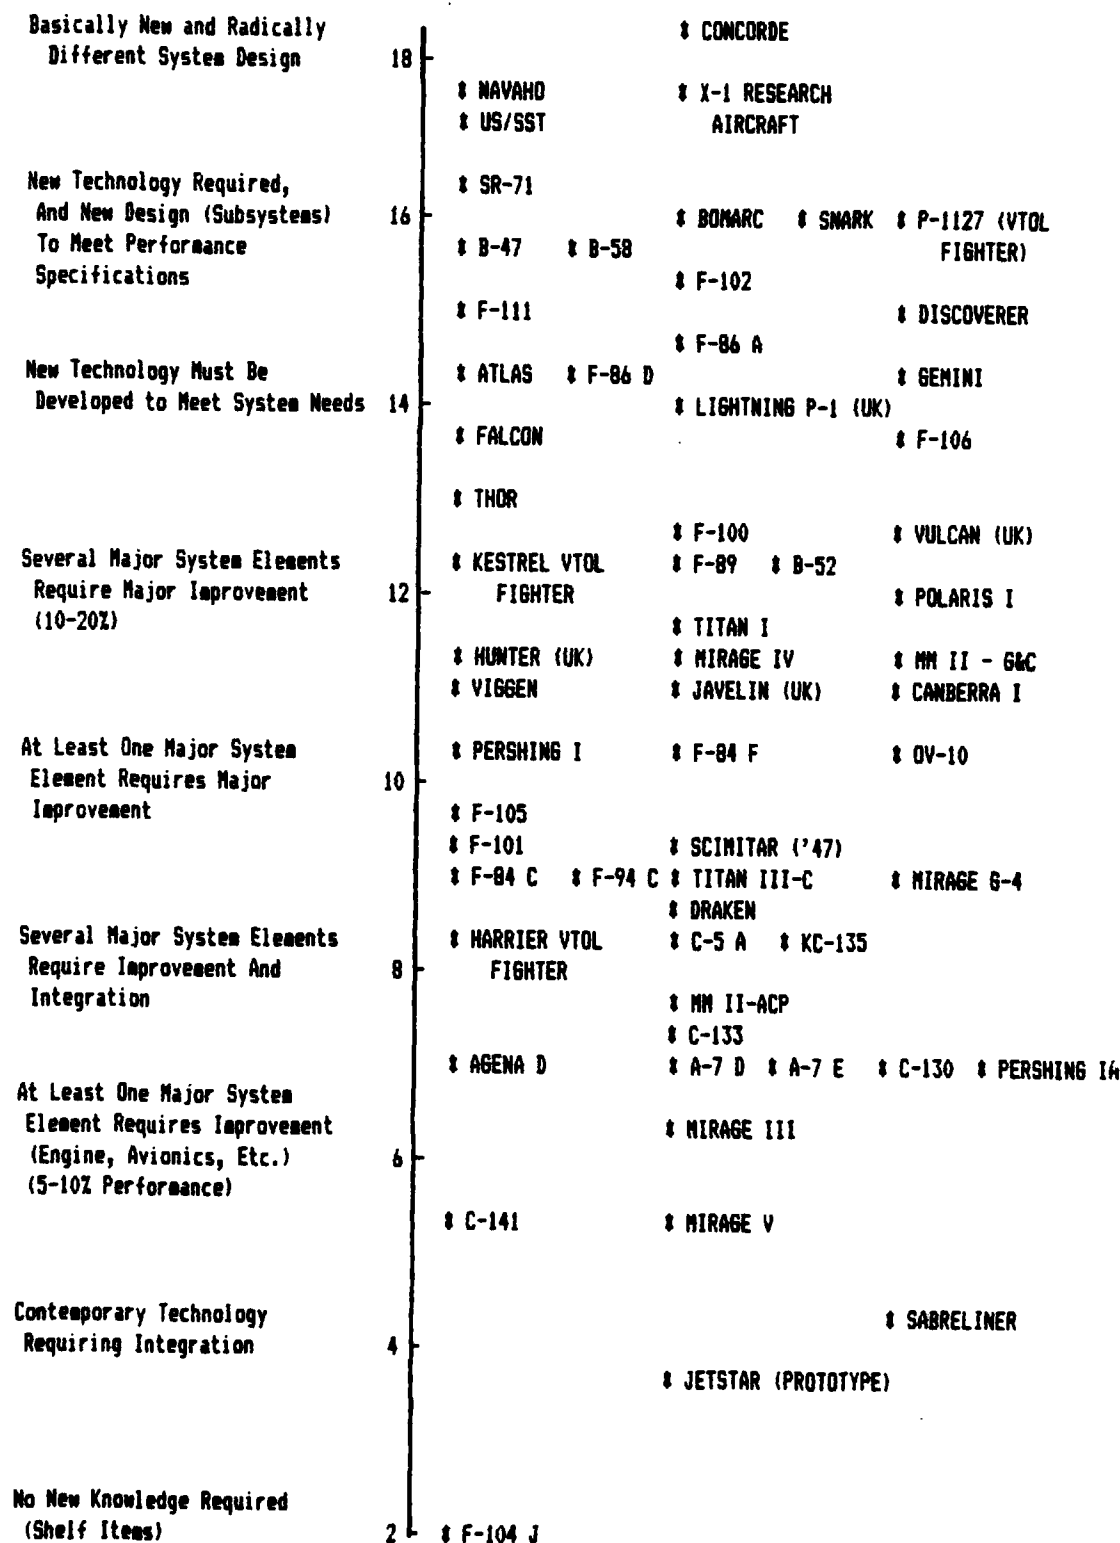 Basically New and Radically
Different System Design
18
* CONCORDE
* NAVAHO
* X-1 RESEARCH
AIRCRAFT
* US/SST
New Technology Required,
And New Design (Subsystems)
To Meet Performance
Specifications
* SR-71
16
* BOMARC * SNARK * P-1127 (VTOL
FIGHTER)
* B-47 * B-58
* F-102
* F-111
* DISCOVERER
* F-86 A
New Technology Must Be
Developed to Meet System Needs 14
* ATLAS * F-86 D
* GEMINI
* LIGHTNING P-1 (UK)
* FALCON
* F-106
* THOR
* F-100
* VULCAN (UK)
Several Major System Elements
Require Major Improvement
(10-20%)
12
* KESTREL VTOL
FIGHTER
* F-89 * B-52
* POLARIS I
* TITAN I
* HUNTER (UK) * MIRAGE IV * MM II - G&C
* VIGGEN * JAVELIN (UK) * CANBERRA I
At Least One Major System
Element Requires Major
Improvement
10
* PERSHING I * F-84 F * OV-10
* F-105
* F-101 * SCIMITAR ('47)
* F-84 C * F-94 C * TITAN III-C * MIRAGE G-4
* DRAKEN
Several Major System Elements
Require Improvement And
Integration
8
* HARRIER VTOL
FIGHTER
* C-5 A * KC-135
* MM II-ACP
* C-133
* AGENA D * A-7 D * A-7 E * C-130 * PERSHING IA
At Least One Major System
Element Requires Improvement
(Engine, Avionics, Etc.)
(5-10% Performance)
6
* MIRAGE III
* C-141 * MIRAGE V
Contemporary Technology
Requiring Integration
4
* SABRELINER
* JETSTAR (PROTOTYPE)
No New Knowledge Required
(Shelf Items)
2
* F-104 J